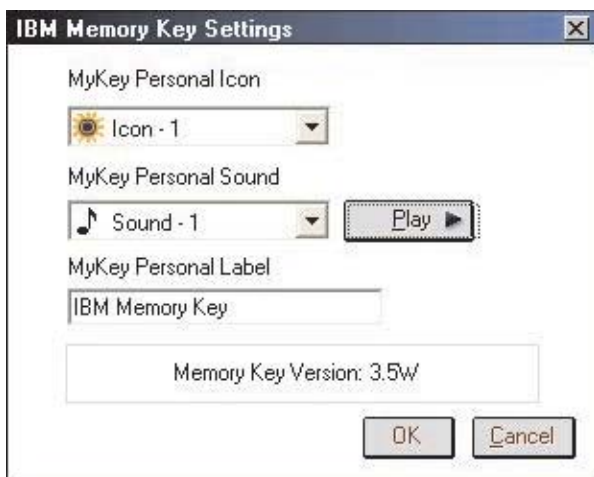 IBM Memory Key Settings
MyKey Personal Icon
Icon - 1
MyKey Personal Sound
Sound - 1 Play
MyKey Personal Label
IBM Memory Key
Memory Key Version: 3.5W
OK Cancel